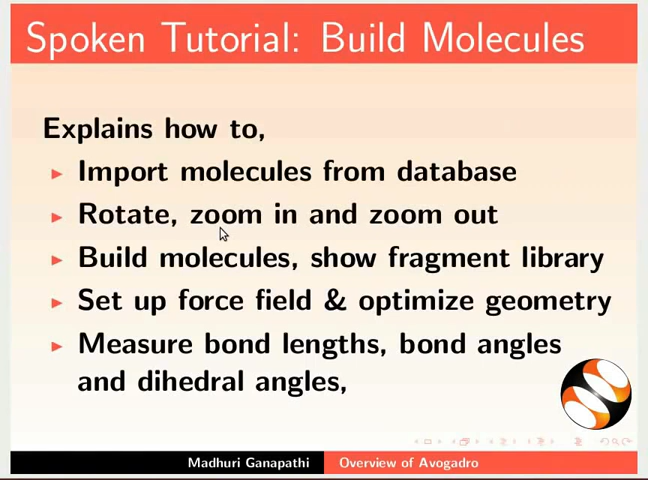 Spoken Tutorial: Build Molecules
Explains how to,
Import molecules from database
Rotate, zoom in and zoom out
Build molecules, show fragment library
Set up force field & optimize geometry
Measure bond lengths, bond angles
and dihedral angles,
Madhuri Ganapathi Overview of Avogadro